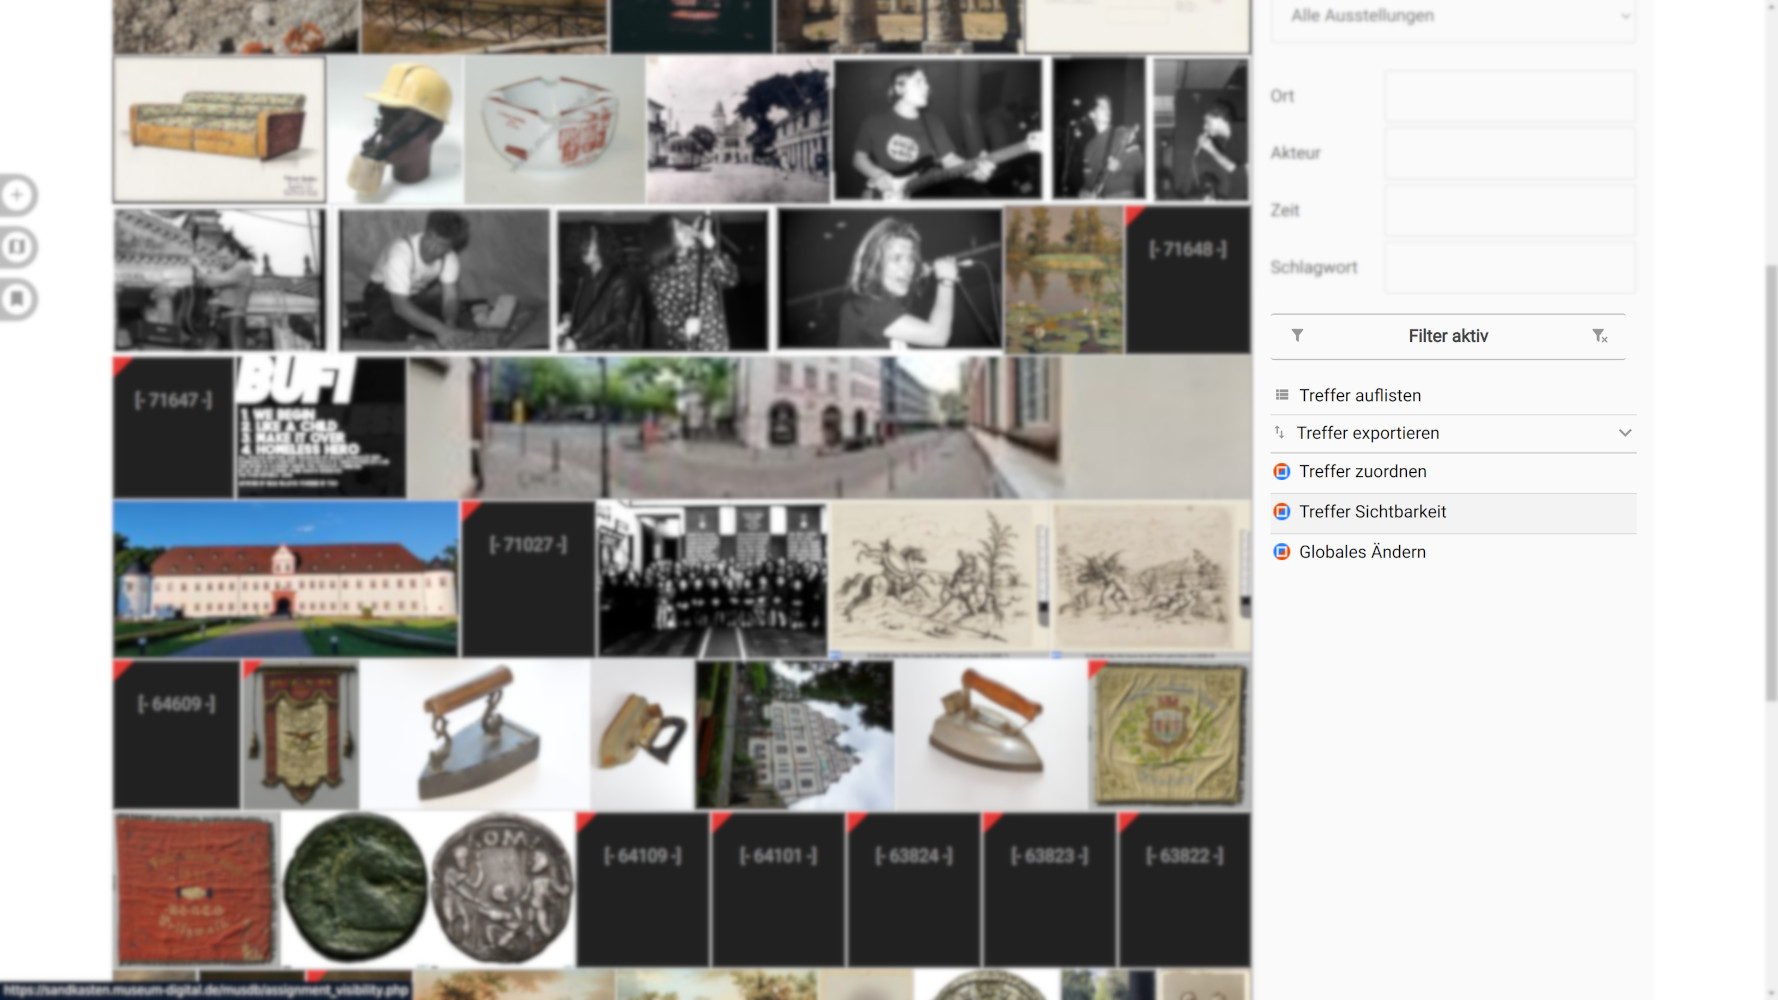 Alle Ausstellungen
Ort
Akteur
Zeit
Schlagwort
Filter aktiv
Treffer auflisten
Treffer exportieren
Treffer zuordnen
Treffer Sichtbarkeit
Globales Ändern
[- 71648 -]
[- 71647 -]
BUFT
1. WE BEGIN
2. LIKE A CHILD
3. MAKE IT OVER
4. HOMELESS HERO
[- 71027 -]
[- 64609 -]
[- 64109 -]
[- 64101 -]
[- 63824 -]
[- 63823 -]
[- 63822 -]
https://sandkasten.museum-digital.de/musdb/assignment_visibility.php